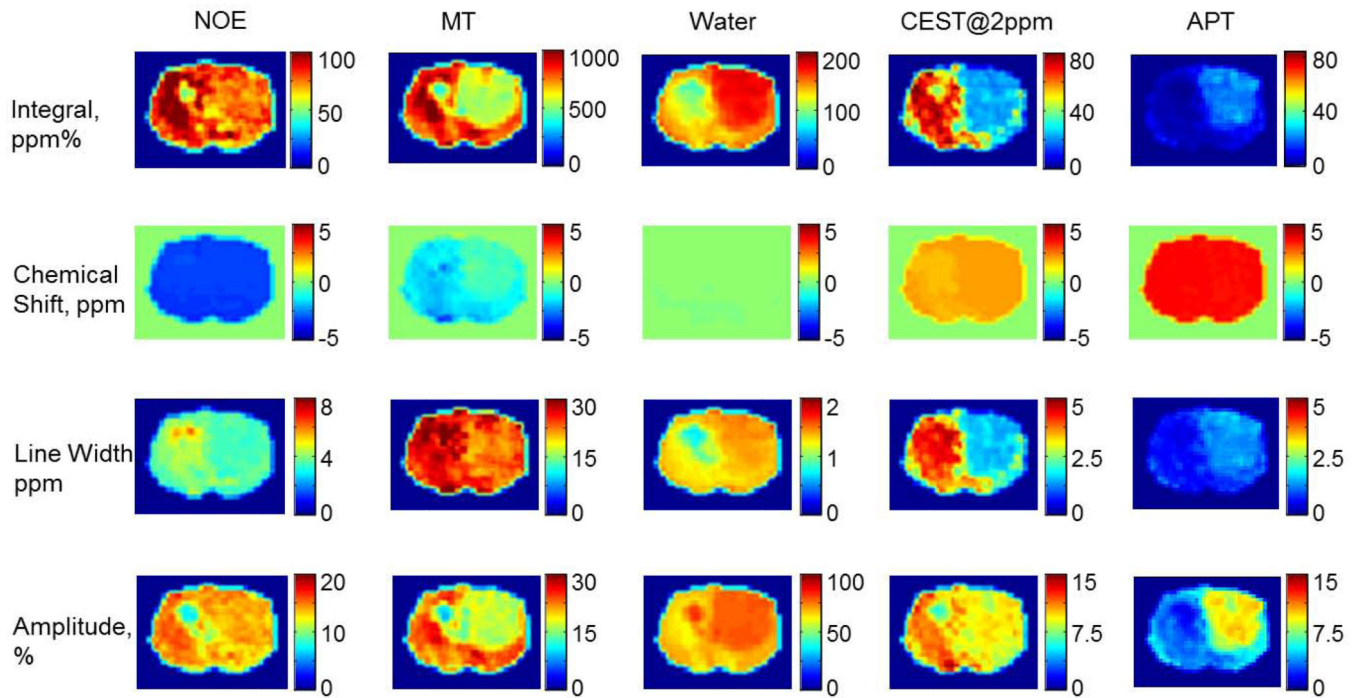 NOE MT Water CEST@2ppm APT
Integral, ppm%
100 50 0
1000 500 0
200 100 0
80 40 0
80 40 0
Chemical Shift, ppm
5 0 -5
5 0 -5
5 0 -5
5 0 -5
5 0 -5
Line Width ppm
8 4 0
30 15 0
2 1 0
5 2.5 0
5 2.5 0
Amplitude, %
20 10 0
30 15 0
100 50 0
15 7.5 0
15 7.5 0